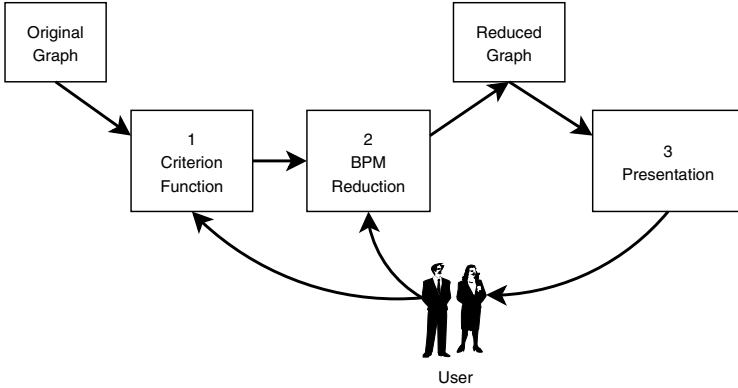 Original
Graph
Reduced
Graph
1
Criterion
Function
2
BPM
Reduction
3
Presentation
User